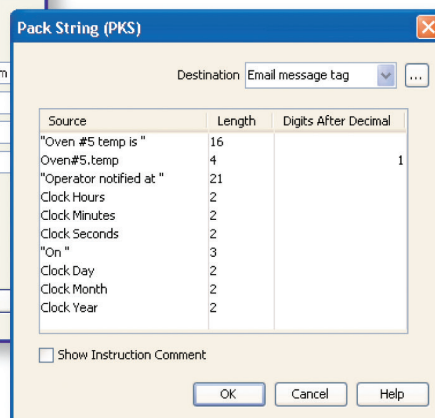 Pack String (PKS)
m
Destination Email message tag ...
Source Length Digits After Decimal
"Oven #5 temp is " 16
Oven#5.temp 4 1
"Operator notified at " 21
Clock Hours 2
Clock Minutes 2
Clock Seconds 2
"On " 3
Clock Day 2
Clock Month 2
Clock Year 2
Show Instruction Comment
OK Cancel Help